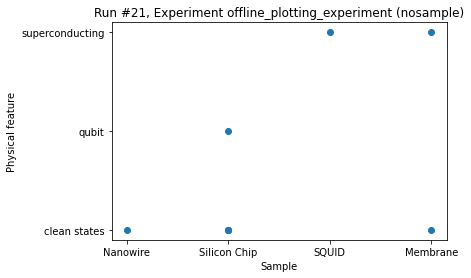 Run #21, Experiment offline_plotting_experiment (nosample)
superconducting
qubit
clean states
Physical feature
Nanowire Silicon Chip SQUID Membrane
Sample